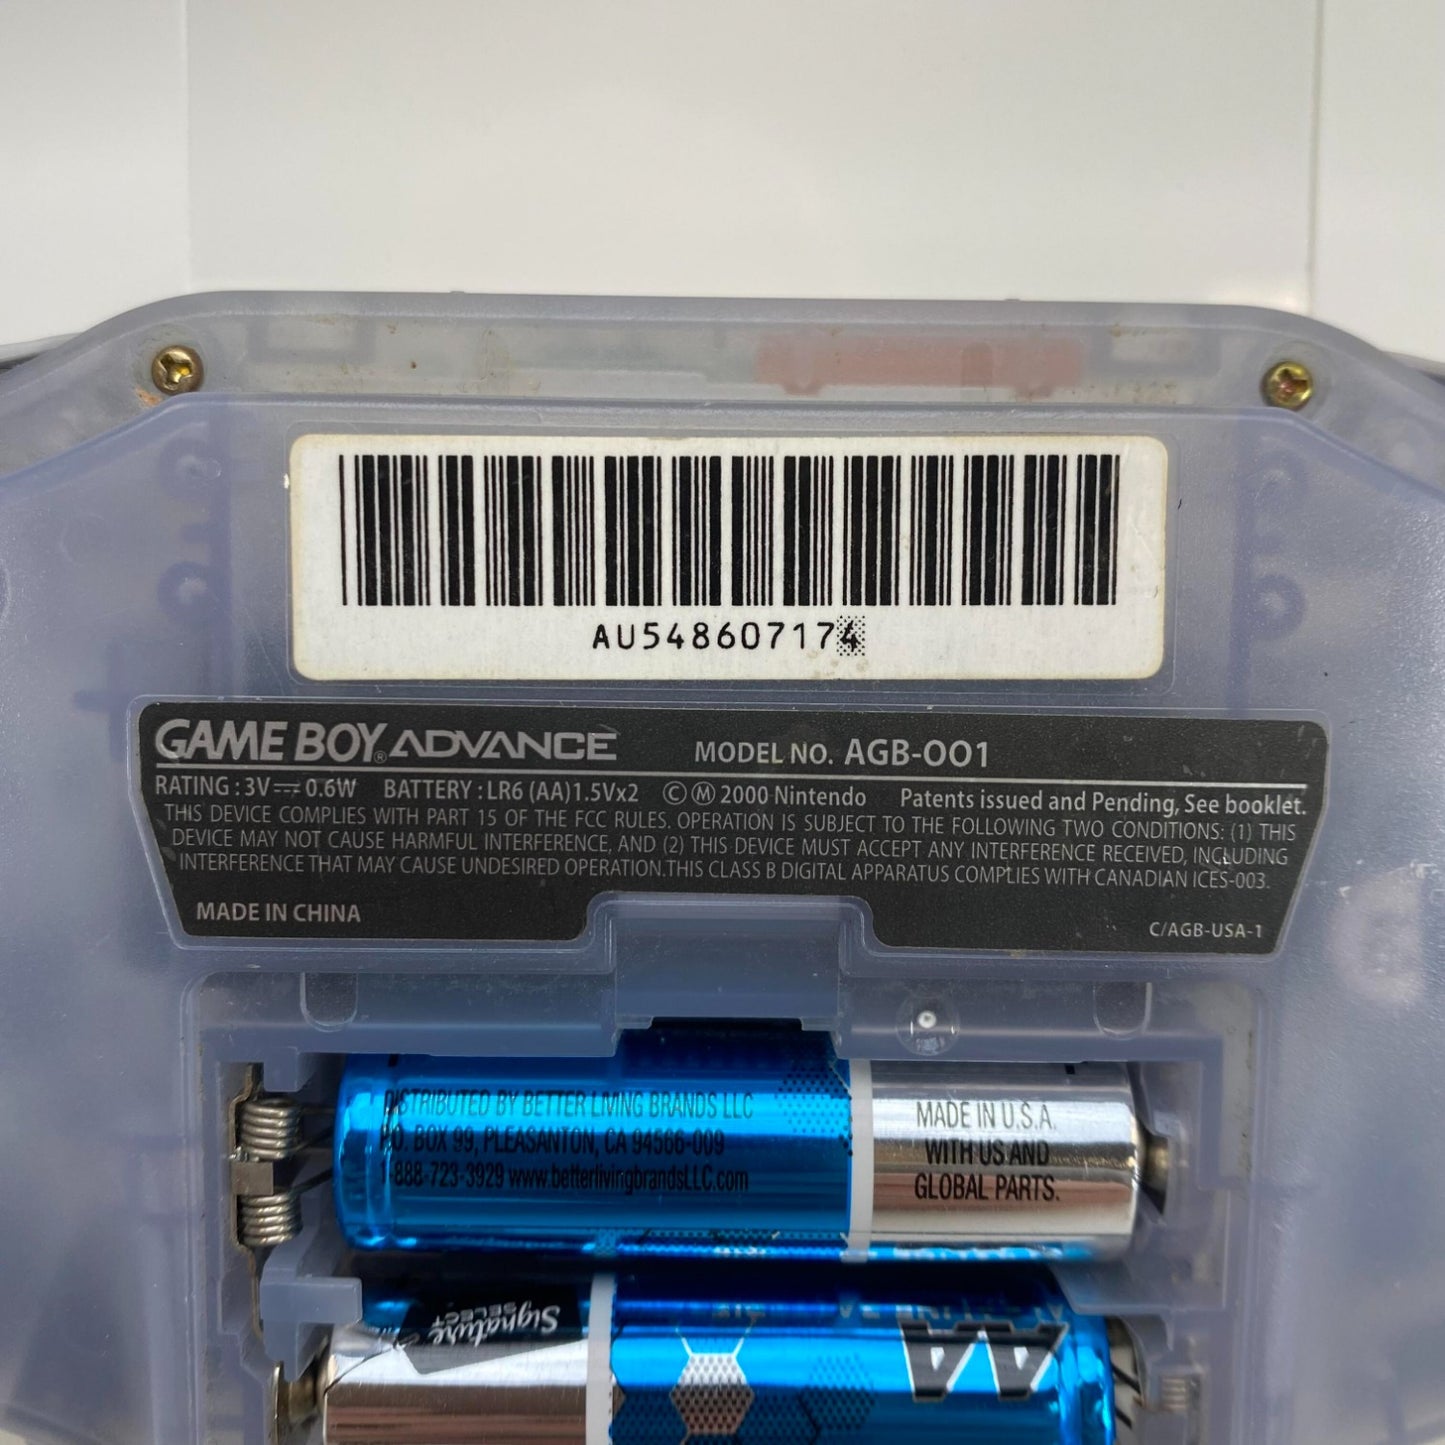 AU548607174
GAME BOY® ADVANCE MODEL NO. AGB-001
RATING : 3V⎓0.6W BATTERY : LR6 (AA)1.5Vx2 © Ⓜ 2000 Nintendo Patents issued and Pending, See booklet.
THIS DEVICE COMPLIES WITH PART 15 OF THE FCC RULES. OPERATION IS SUBJECT TO THE FOLLOWING TWO CONDITIONS: (1) THIS
DEVICE MAY NOT CAUSE HARMFUL INTERFERENCE, AND (2) THIS DEVICE MUST ACCEPT ANY INTERFERENCE RECEIVED, INCLUDING
INTERFERENCE THAT MAY CAUSE UNDESIRED OPERATION.THIS CLASS B DIGITAL APPARATUS COMPLIES WITH CANADIAN ICES-003.
MADE IN CHINA C/AGB-USA-1
DISTRIBUTED BY BETTER LIVING BRANDS LLC
P.O. BOX 99, PLEASANTON, CA 94566-009
1-888-723-3929 www.betterlivingbrandsLLC.com
MADE IN U.S.A.
WITH US AND
GLOBAL PARTS.
Signature
SELECT
AA